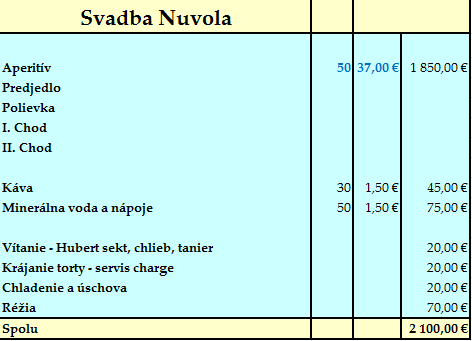 Svadba Nuvola
Aperitív 50 37,00 € 1 850,00 €
Predjedlo
Polievka
I. Chod
II. Chod
Káva 30 1,50 € 45,00 €
Minerálna voda a nápoje 50 1,50 € 75,00 €
Vítanie - Hubert sekt, chlieb, tanier 20,00 €
Krájanie torty - servis charge 20,00 €
Chladenie a úschova 20,00 €
Réžia 70,00 €
Spolu 2 100,00 €